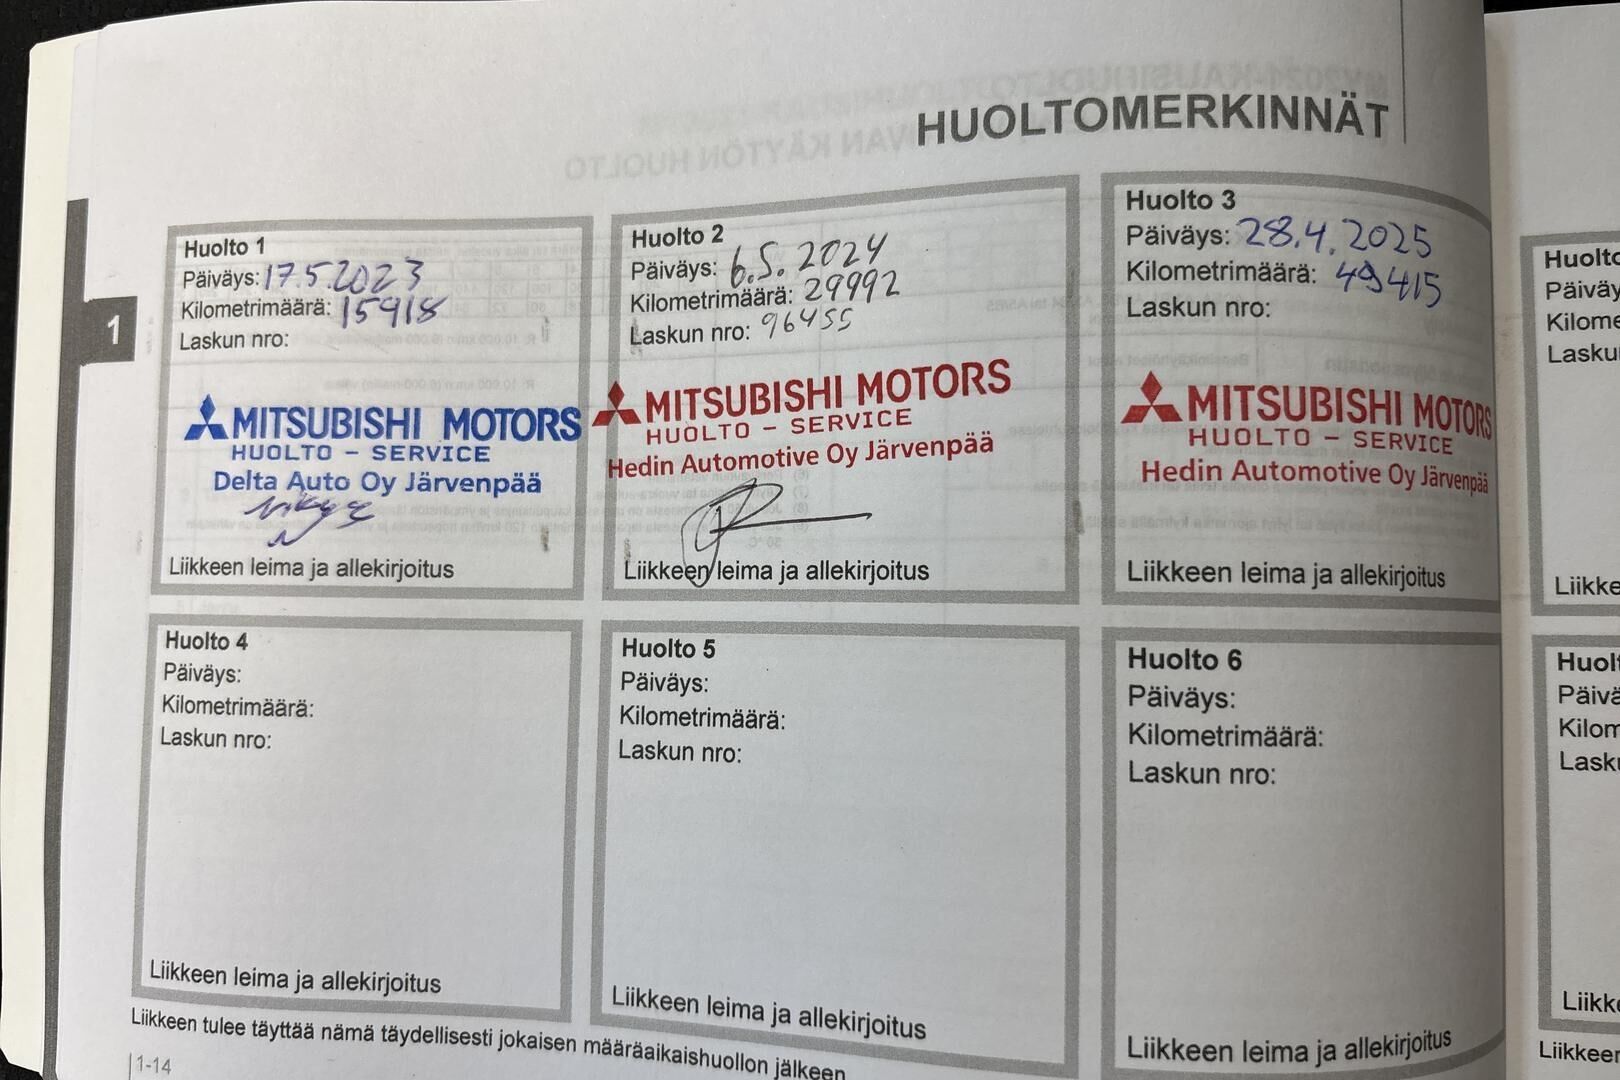 HUOLTOMERKINNÄT
1
Huolto 1
Päiväys: 17.5.2023
Kilometrimäärä: 15918
Laskun nro:
MITSUBISHI MOTORS
HUOLTO - SERVICE
Delta Auto Oy Järvenpää
Liikkeen leima ja allekirjoitus
Huolto 2
Päiväys: 6.5.2024
Kilometrimäärä: 29992
Laskun nro: 96455
MITSUBISHI MOTORS
HUOLTO - SERVICE
Hedin Automotive Oy Järvenpää
Liikkeen leima ja allekirjoitus
Huolto 3
Päiväys: 28.4.2025
Kilometrimäärä: 49415
Laskun nro:
MITSUBISHI MOTORS
HUOLTO - SERVICE
Hedin Automotive Oy Järvenpää
Liikkeen leima ja allekirjoitus
Huolto 4
Päiväys:
Kilometrimäärä:
Laskun nro:
Liikkeen leima ja allekirjoitus
Huolto 5
Päiväys:
Kilometrimäärä:
Laskun nro:
Liikkeen leima ja allekirjoitus
Huolto 6
Päiväys:
Kilometrimäärä:
Laskun nro:
Liikkeen leima ja allekirjoitus
Liikkeen tulee täyttää nämä täydellisesti jokaisen määräaikaishuollon jälkeen
1-14